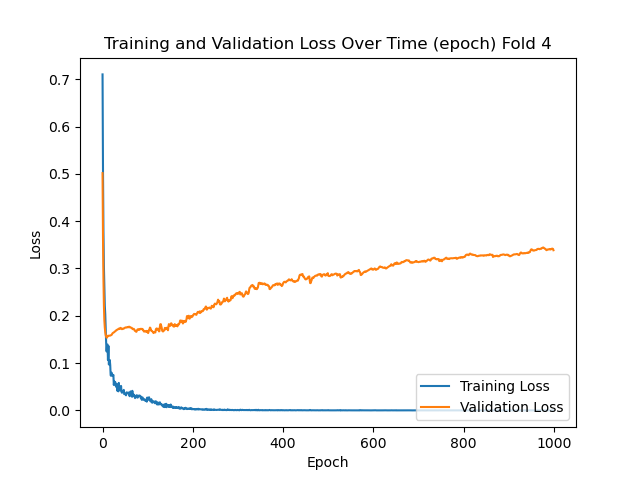 Training and Validation Loss Over Time (epoch) Fold 4
0.7
0.6
0.5
0.4
0.3
0.2
0.1
0.0
Loss
Training Loss
Validation Loss
0 200 400 600 800 1000
Epoch